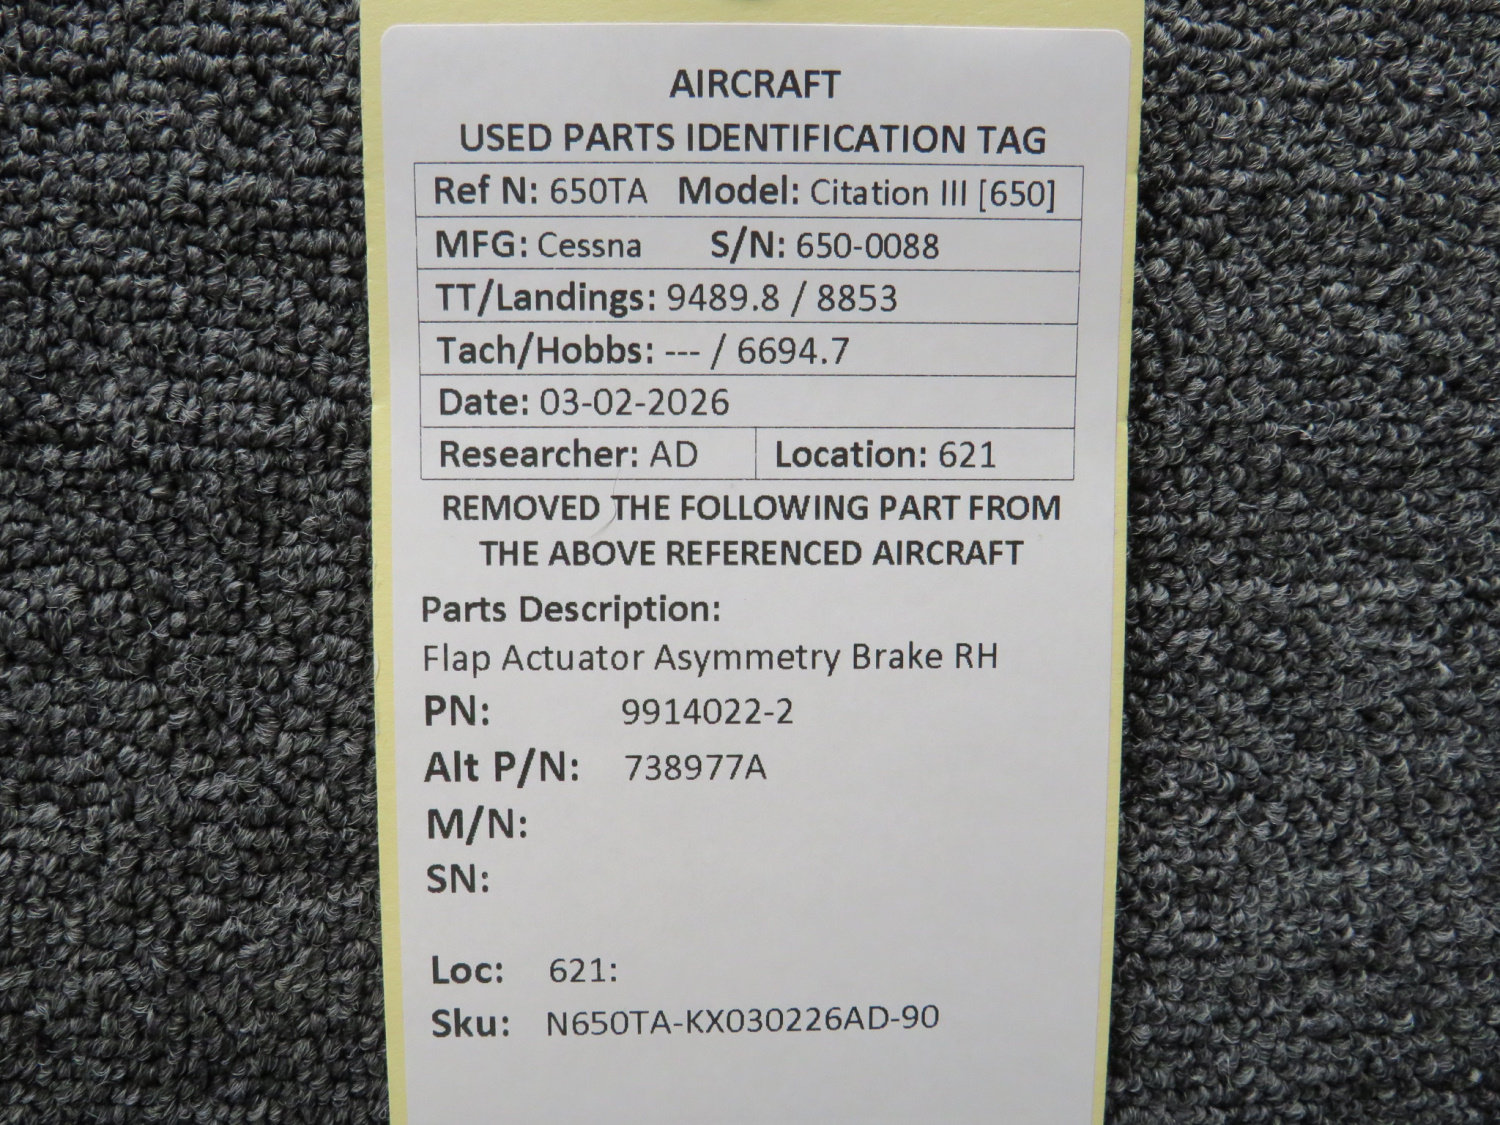 AIRCRAFT
USED PARTS IDENTIFICATION TAG
Ref N: 650TA Model: Citation III [650]
MFG: Cessna S/N: 650-0088
TT/Landings: 9489.8 / 8853
Tach/Hobbs: --- / 6694.7
Date: 03-02-2026
Researcher: AD Location: 621
REMOVED THE FOLLOWING PART FROM
THE ABOVE REFERENCED AIRCRAFT
Parts Description:
Flap Actuator Asymmetry Brake RH
PN: 9914022-2
Alt P/N: 738977A
M/N:
SN:
Loc: 621:
Sku: N650TA-KX030226AD-90